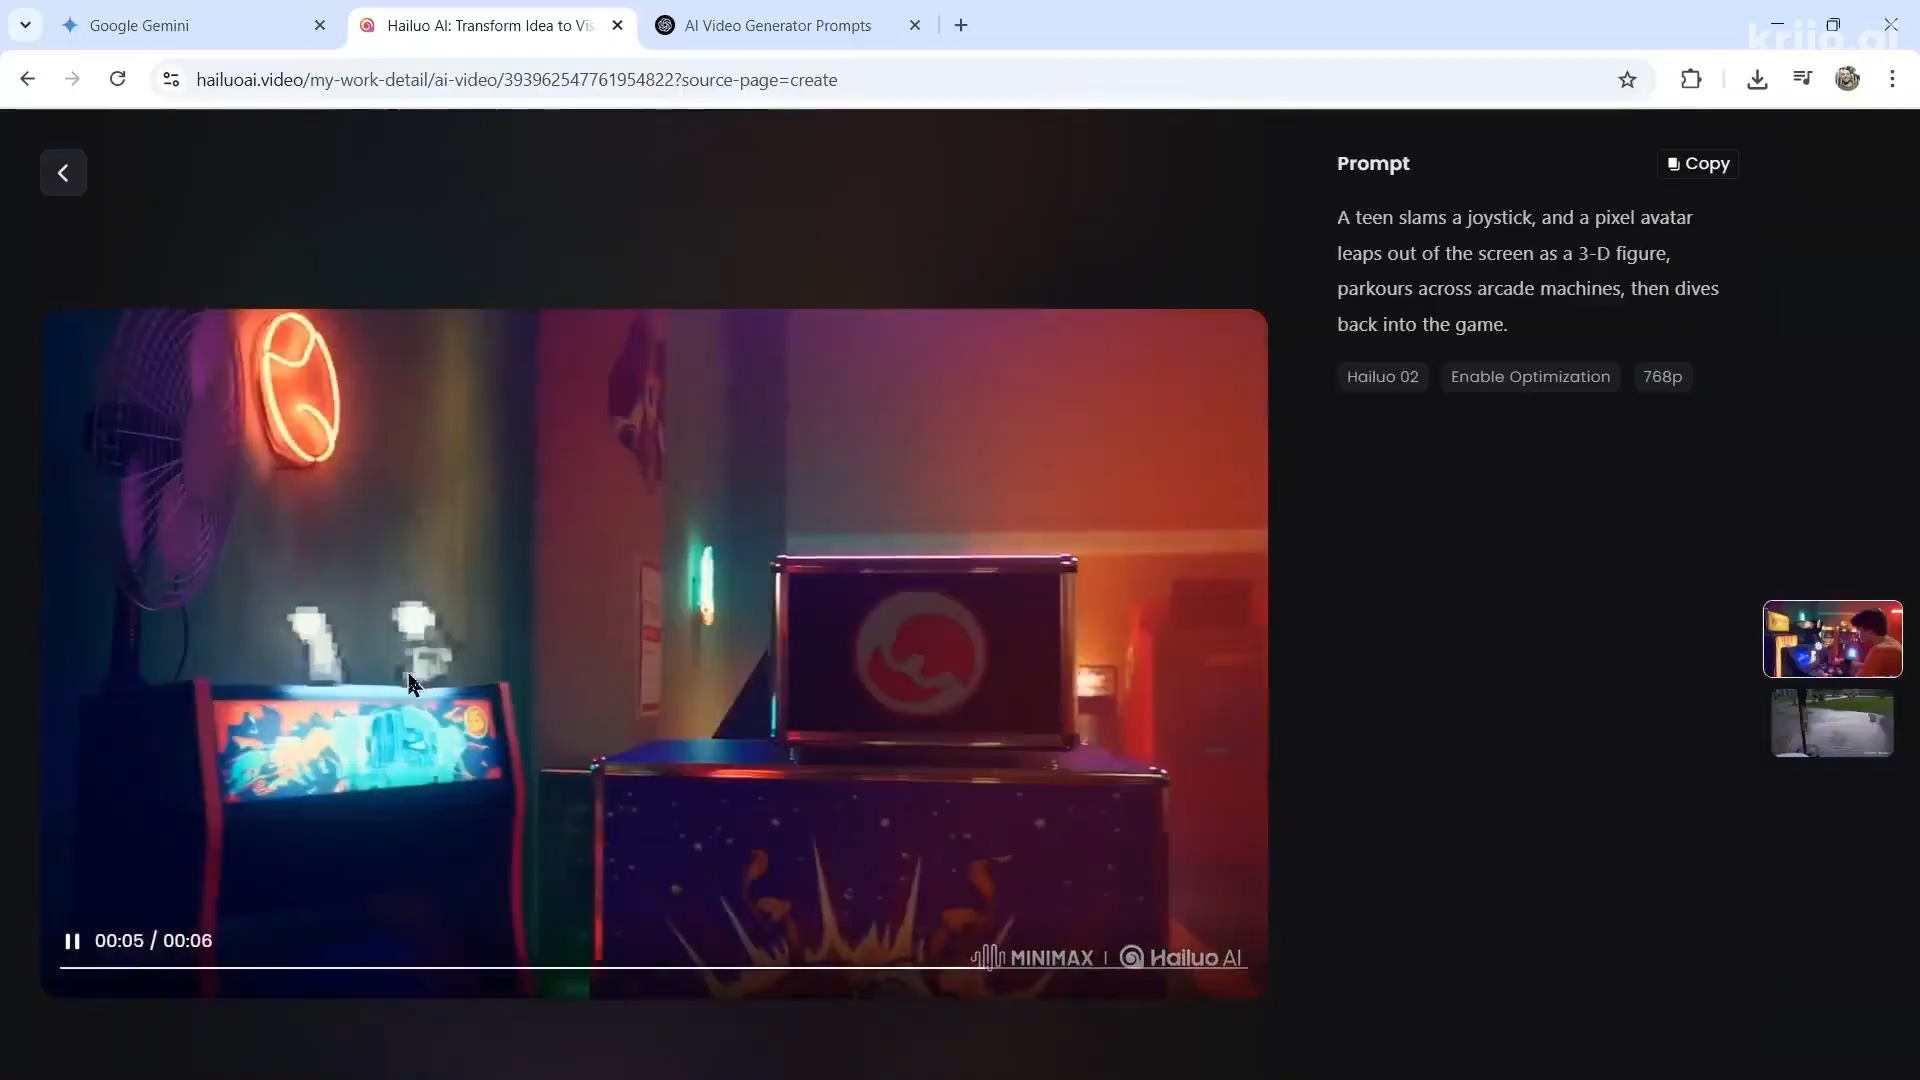 Google Gemini
Hailuo AI: Transform Idea to Vis
AI Video Generator Prompts
kriio.ai
hailuoai.video/my-work-detail/ai-video/393962547761954822?source-page=create
Prompt
Copy
A teen slams a joystick, and a pixel avatar
leaps out of the screen as a 3-D figure,
parkours across arcade machines, then dives
back into the game.
Hailuo 02
Enable Optimization
768p
00:05 / 00:06
MINIMAX | Hailuo AI